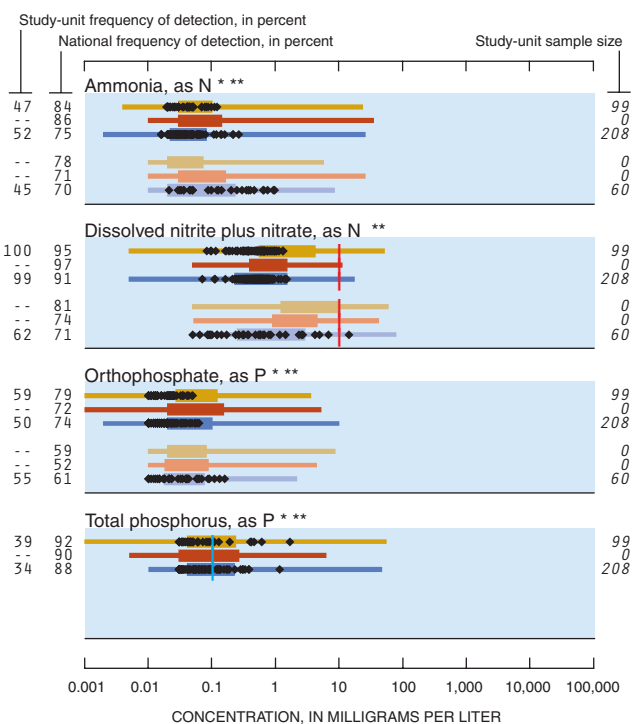 Study-unit frequency of detection, in percent
National frequency of detection, in percent
Study-unit sample size
Ammonia, as N * **
47 84 99
-- 86 0
52 75 208
-- 78 0
-- 71 0
45 70 60
Dissolved nitrite plus nitrate, as N **
100 95 99
-- 97 0
99 91 208
-- 81 0
-- 74 0
62 71 60
Orthophosphate, as P * **
59 79 99
-- 72 0
50 74 208
-- 59 0
-- 52 0
55 61 60
Total phosphorus, as P * **
39 92 99
-- 90 0
34 88 208
0.001 0.01 0.1 1 10 100 1,000 10,000 100,000
CONCENTRATION, IN MILLIGRAMS PER LITER